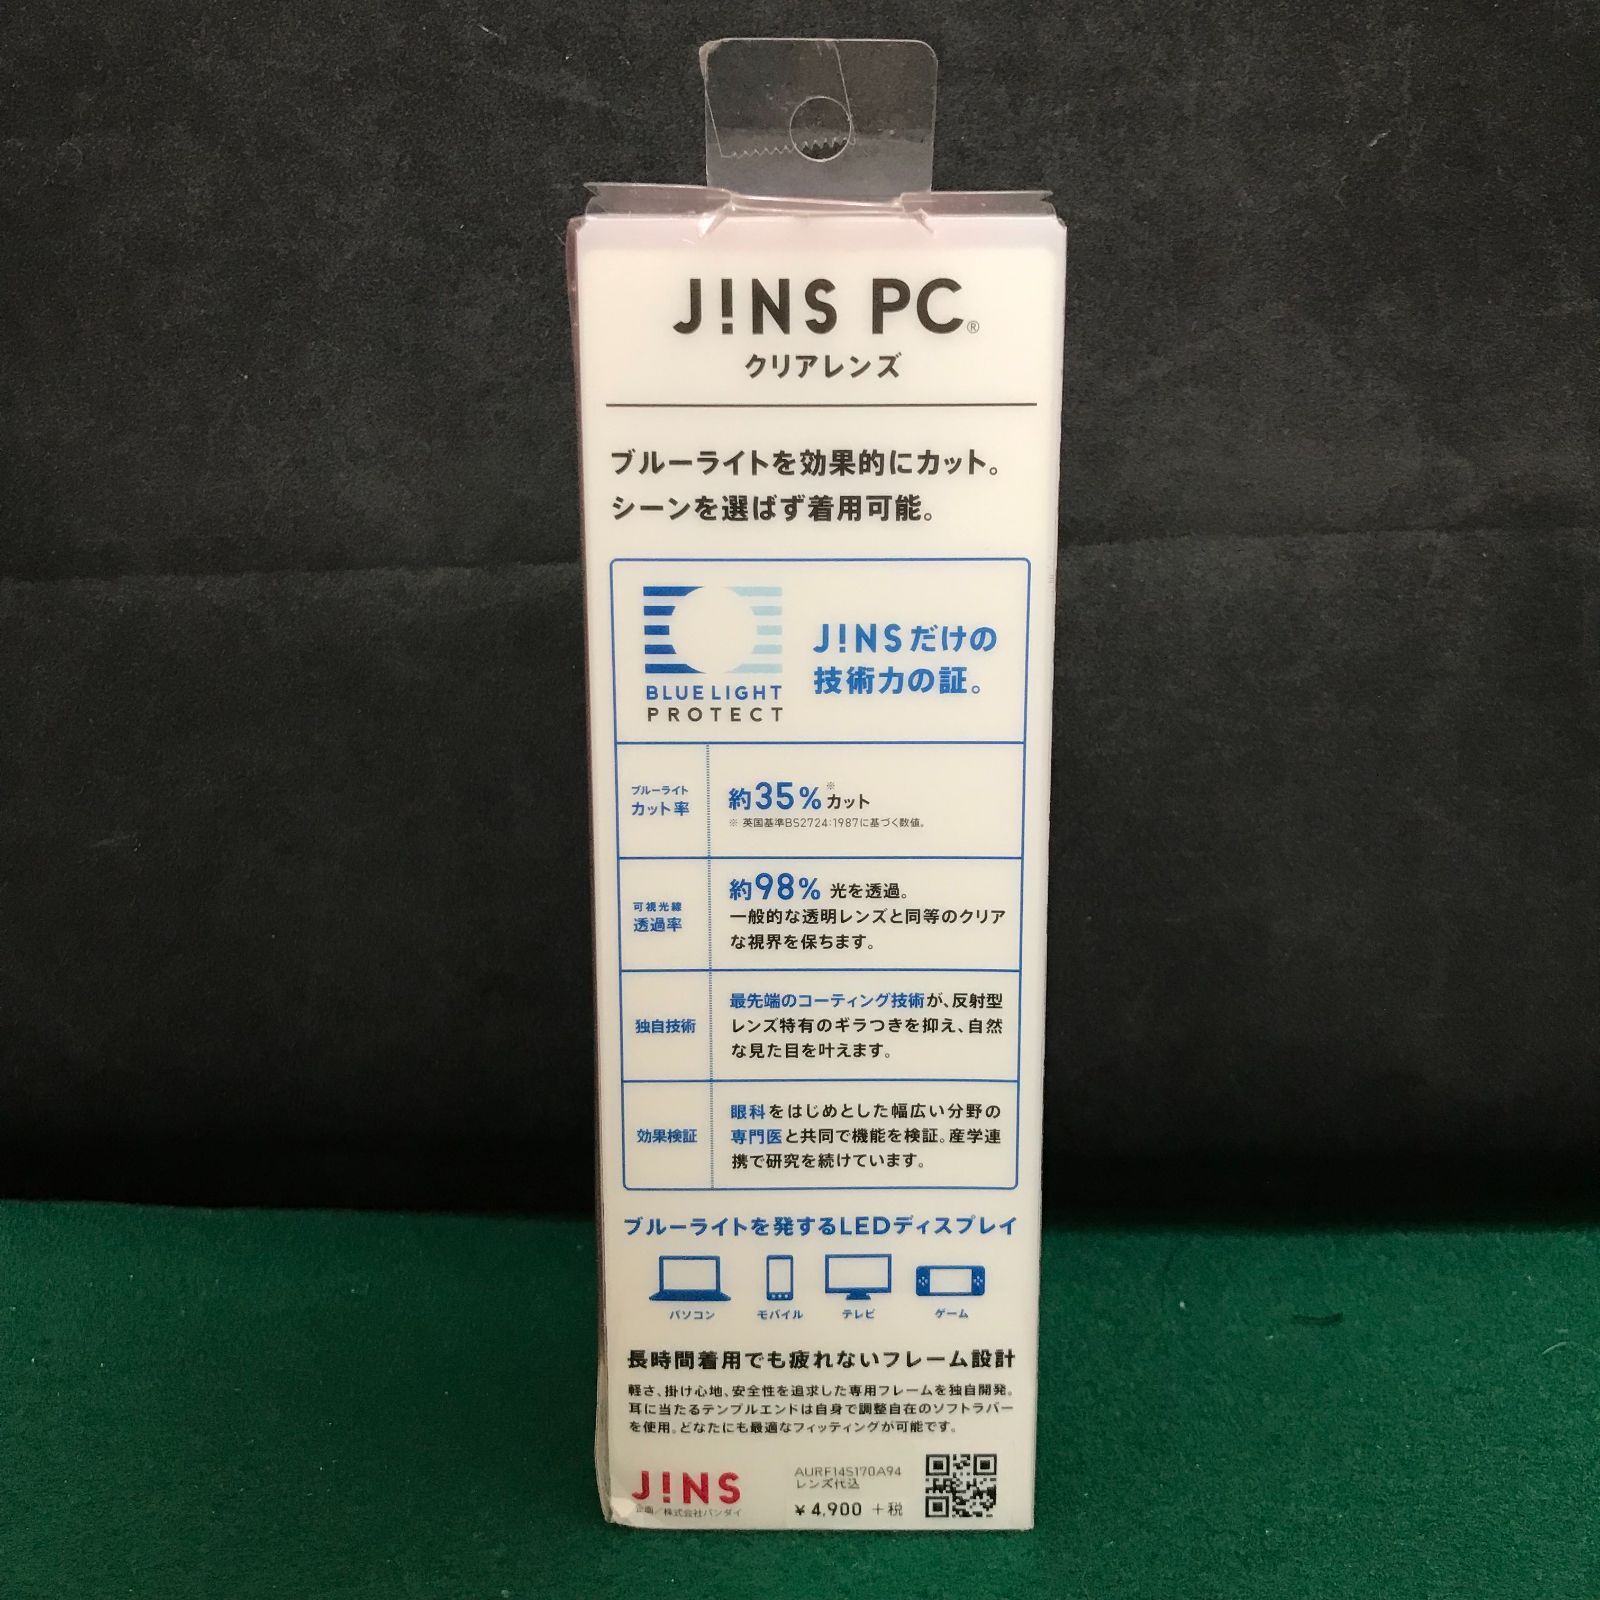 J!NS PC®
クリアレンズ
ブルーライトを効果的にカット。
シーンを選ばず着用可能。
BLUE LIGHT
PROTECT
J!NSだけの
技術力の証。
ブルーライト
カット率
約35%※カット
※ 英国基準BS2724:1987に基づく数値。
可視光線
透過率
約98% 光を透過。
一般的な透明レンズと同等のクリア
な視界を保ちます。
独自技術
最先端のコーティング技術が、反射型
レンズ特有のギラつきを抑え、自然
な見た目を叶えます。
効果検証
眼科をはじめとした幅広い分野の
専門医と共同で機能を検証。産学連
携で研究を続けています。
ブルーライトを発するLEDディスプレイ
パソコン
モバイル
テレビ
ゲーム
長時間着用でも疲れないフレーム設計
軽さ、掛け心地、安全性を追求した専用フレームを独自開発。
耳に当たるテンプルエンドは自身で調整自在のソフトラバー
を使用。どなたにも最適なフィッティングが可能です。
J!NS
企画/株式会社バンダイ
AURF14S170A94
レンズ代込
¥4,900 +税